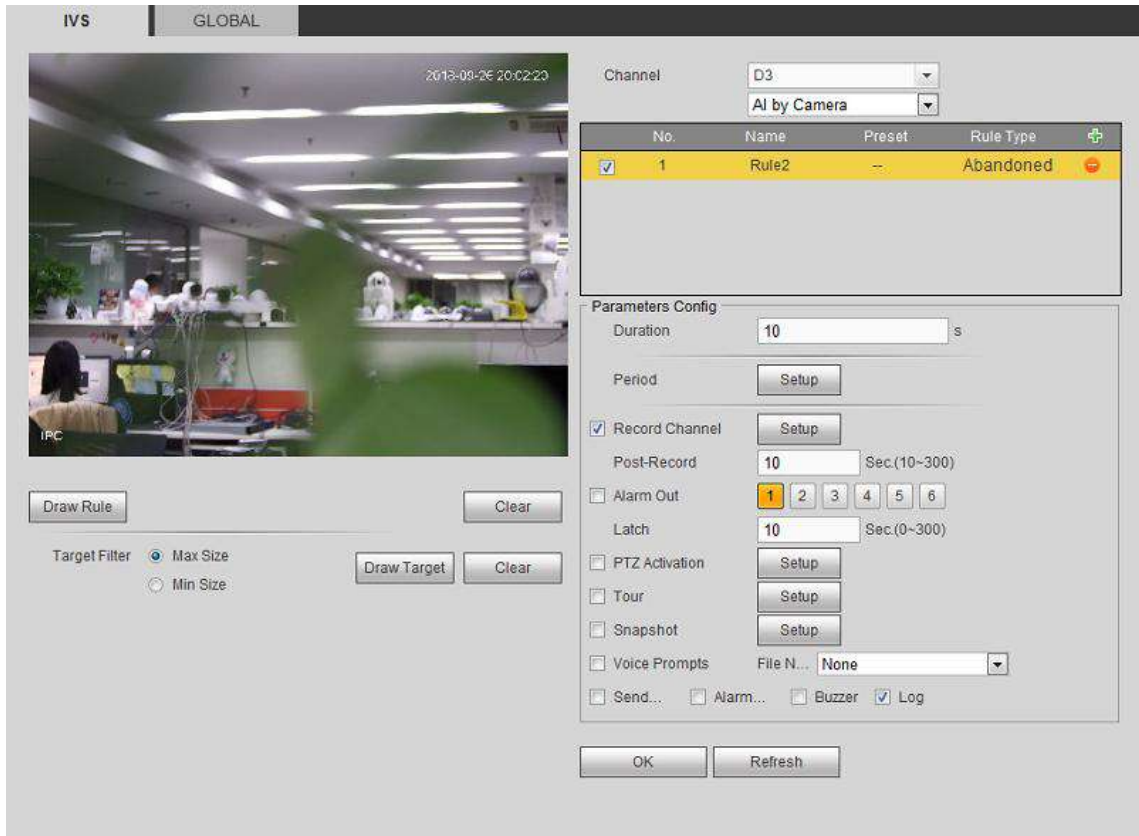 IVS GLOBAL
2018-09-26 20:02:20
IPC
Draw Rule Clear
Target Filter Max Size
Min Size
Draw Target Clear
Channel D3
AI by Camera
No. Name Preset Rule Type
1 Rule2 -- Abandoned
Parameters Config
Duration 10 s
Period Setup
Record Channel Setup
Post-Record 10 Sec.(10~300)
Alarm Out 1 2 3 4 5 6
Latch 10 Sec.(0~300)
PTZ Activation Setup
Tour Setup
Snapshot Setup
Voice Prompts File N... None
Send... Alarm... Buzzer Log
OK Refresh